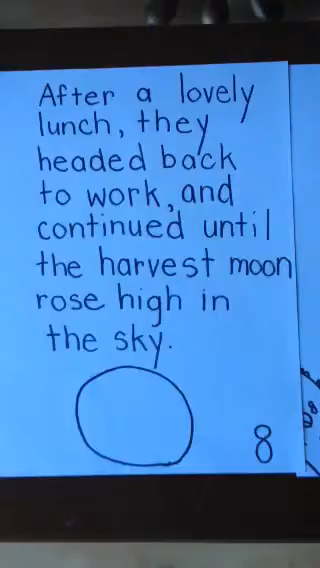 After a lovely
lunch, they
headed back
to work, and
continued until
the harvest moon
rose high in
the sky.
8